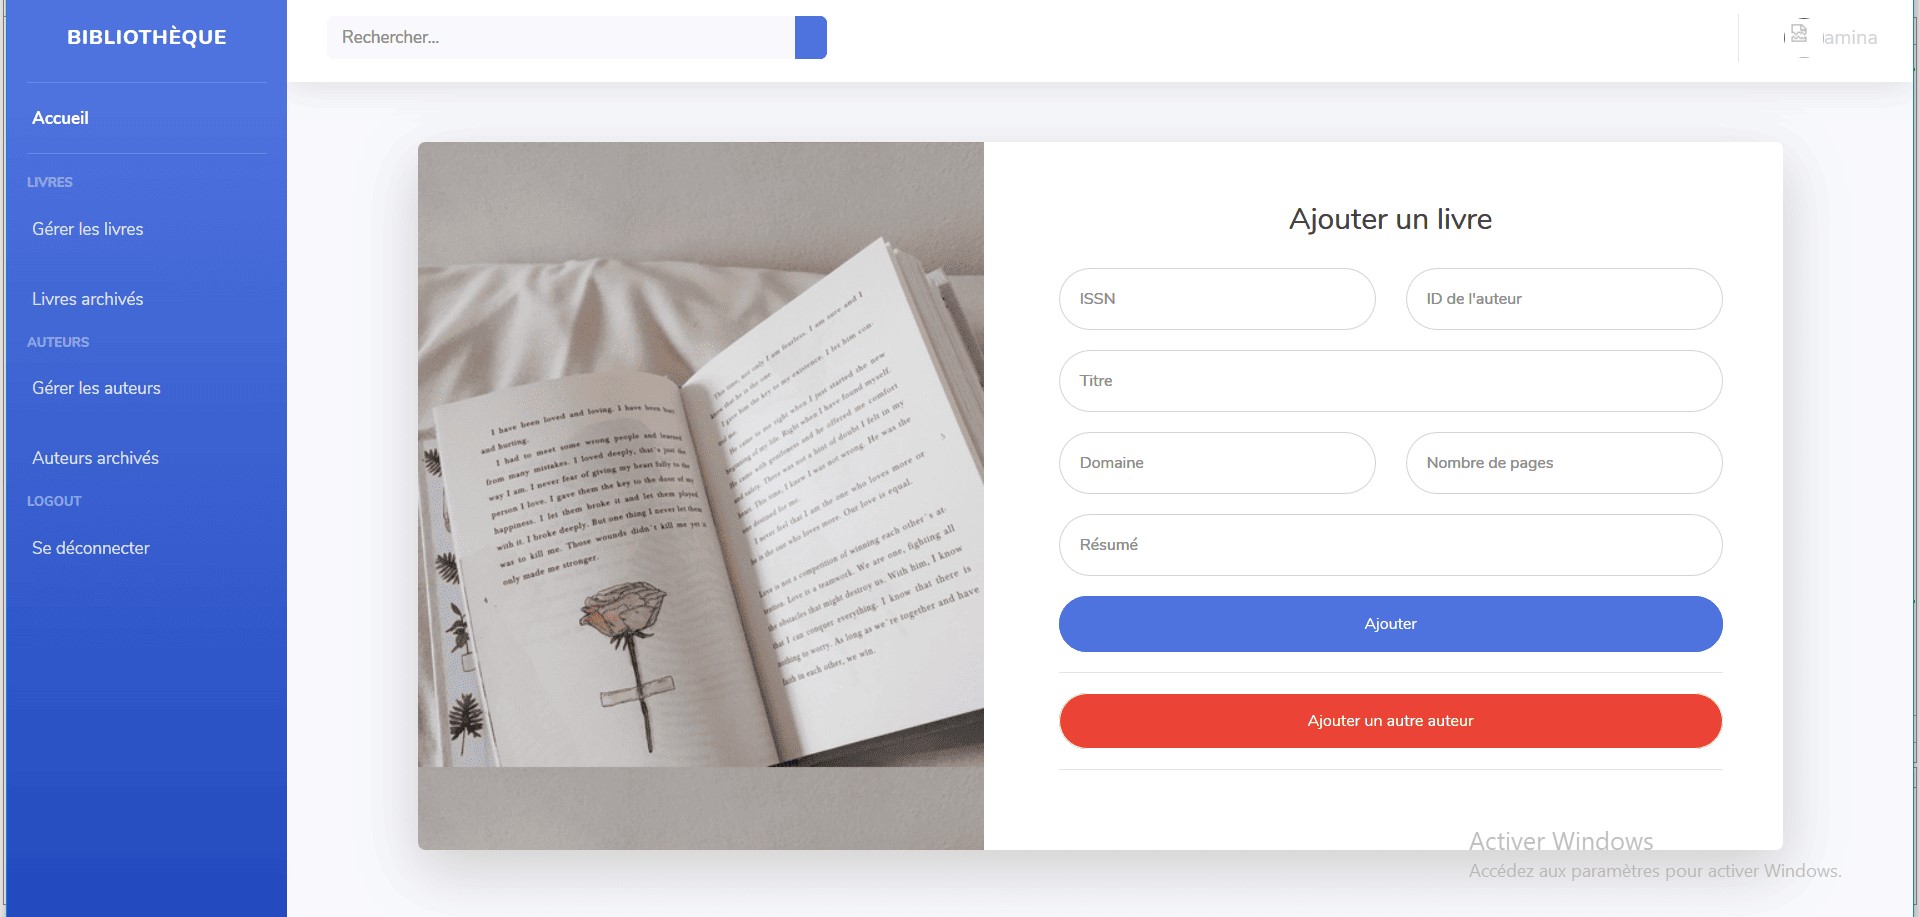 BIBLIOTHÈQUE
Rechercher...
amina
Accueil
LIVRES
Gérer les livres
Livres archivés
AUTEURS
Gérer les auteurs
Auteurs archivés
LOGOUT
Se déconnecter
I have been loved and loving. I have been hurt
and hurting.
I had to meet some wrong people and learned
from many mistakes. I loved deeply, that's just the
way I am. I never fear of giving my heart fully to the
person I love. I gave them the key to the door of my
happiness. I let them broke it and let them played
with it. I broke deeply. But one thing I never let them
was to kill me. Those wounds didn't kill me yet it
only made me stronger.
4
This time, not only I am fearless. I am sure and I
know that he is the one.
I gave him the key to my existence. I let him com-
He came to me right when I just started the new
beginning of my life. Right when I have found myself.
He came with gentleness and he offered me comfort
and safety. There was not a hint of doubt I felt in my
heart. This time, I knew I was not wrong. He was the
one destined for me.
I never feel that I am the one who loves more or
he is the one who loves more. Our love is equal.
5
Love is not a competition of winning each other's at-
Love is a teamwork. We are one, fighting all
the obstacles that might destroy us. With him, I know
that I can conquer everything. I know that there is
nothing to worry. As long as we're together and have
faith in each other, we win.
Ajouter un livre
ISSN
ID de l'auteur
Titre
Domaine
Nombre de pages
Résumé
Ajouter
Ajouter un autre auteur
Activer Windows
Accédez aux paramètres pour activer Windows.